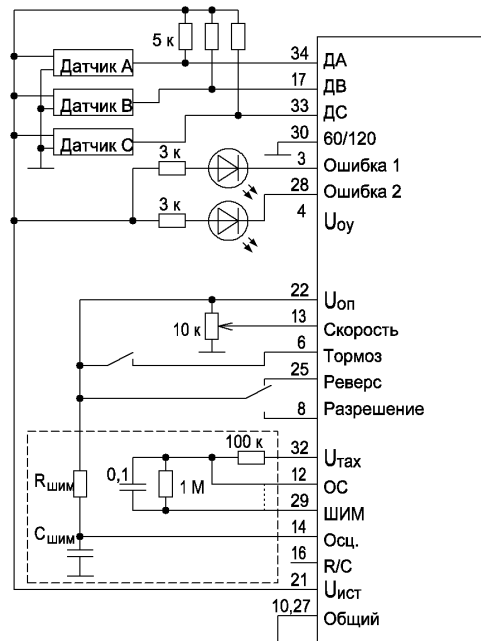 5 к
34 ДА
Датчик А
17 ДВ
Датчик В
33 ДС
Датчик С
30 60/120
3 к
3 Ошибка 1
28 Ошибка 2
3 к
4 Uоу
22 Uоп
10 к
13 Скорость
6 Тормоз
25 Реверс
8 Разрешение
100 к
32 Uтах
Rшим
0,1
1 М
12 ОС
29 ШИМ
Cшим
14 Осц.
16 R/C
21 Uист
10,27 Общий